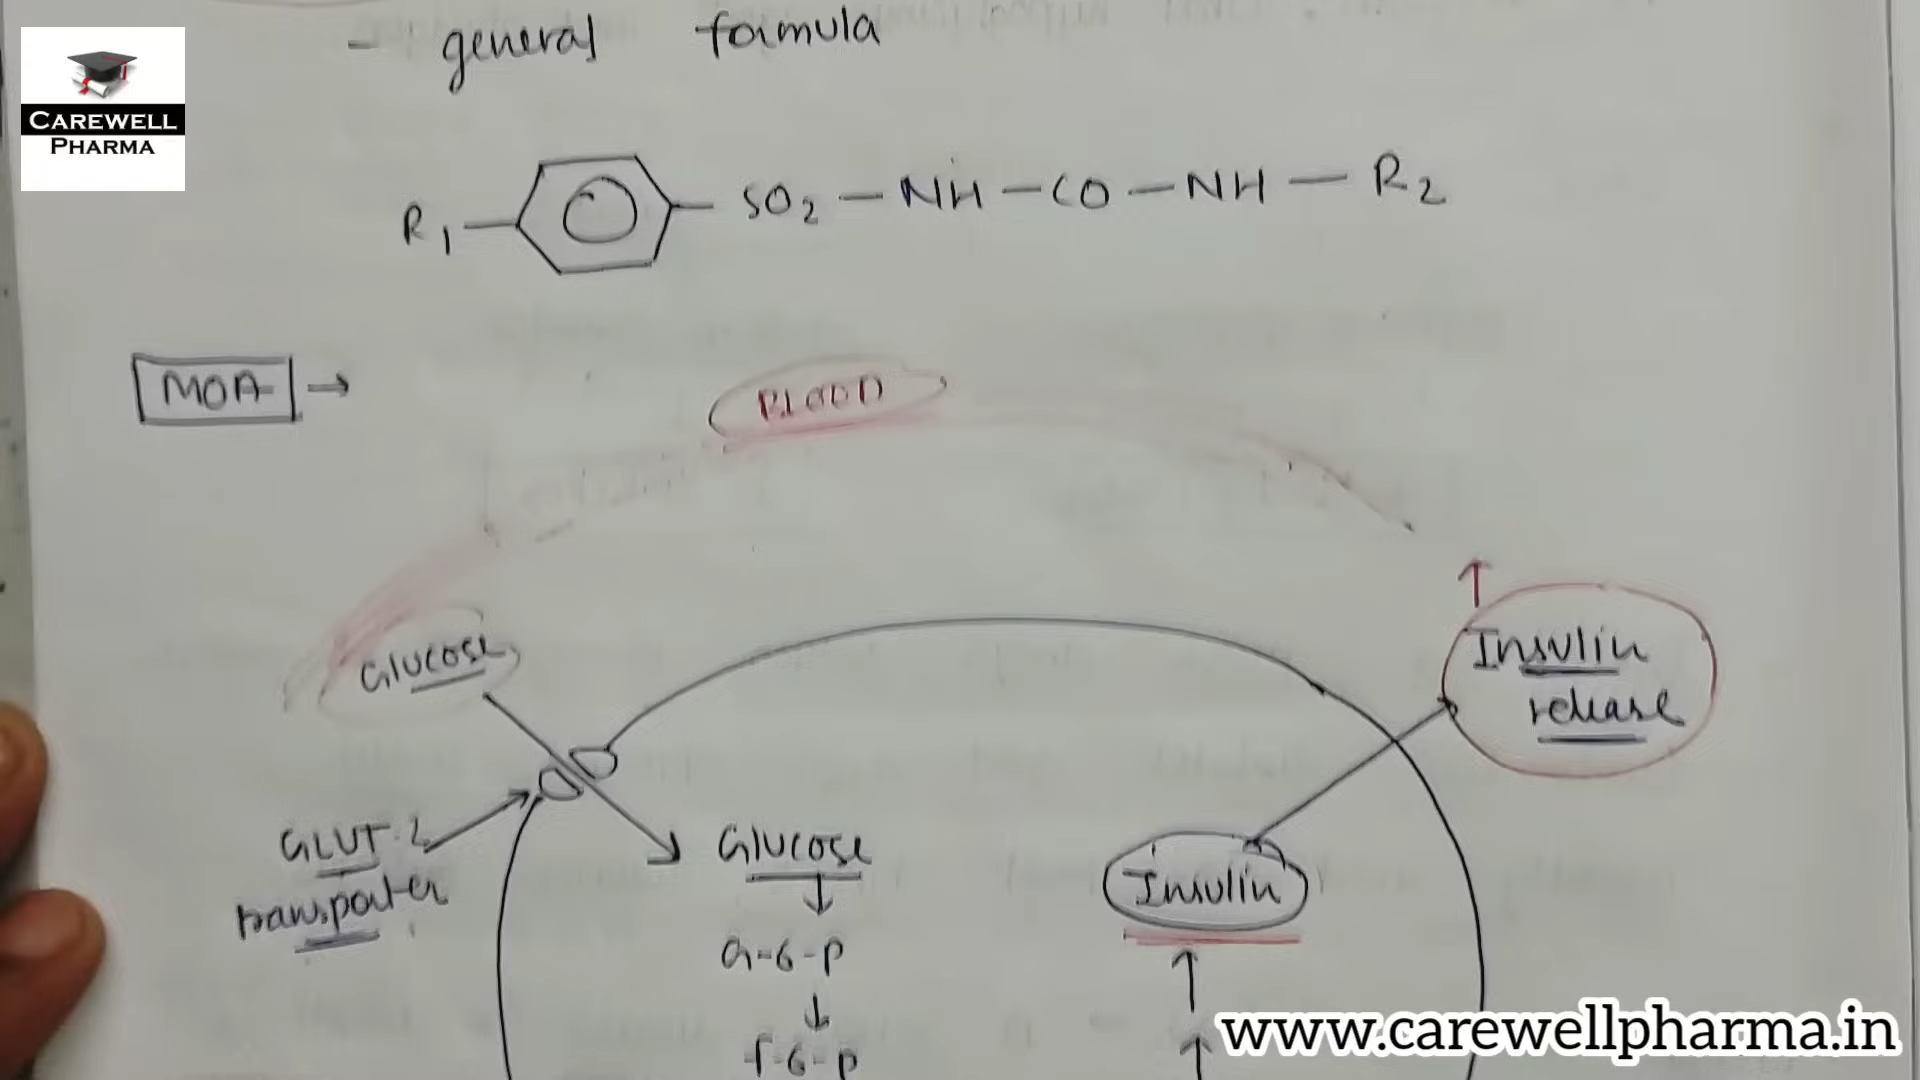 - general formula
CAREWELL
PHARMA
R1 - SO2 - NH - CO - NH - R2
MOA →
BLOOD
Glucose
Insulin
release
GLUT-2
transporter
Glucose
Insulin
G-6-P
F-6-P
www.carewellpharma.in